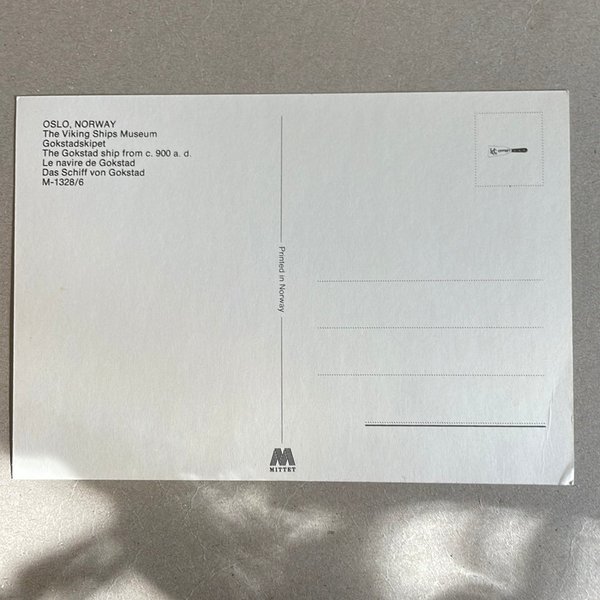 OSLO, NORWAY
The Viking Ships Museum
Gokstadskipet
The Gokstad ship from c. 900 a. d.
Le navire de Gokstad
Das Schiff von Gokstad
M-1328/6
Printed in Norway
MITTET